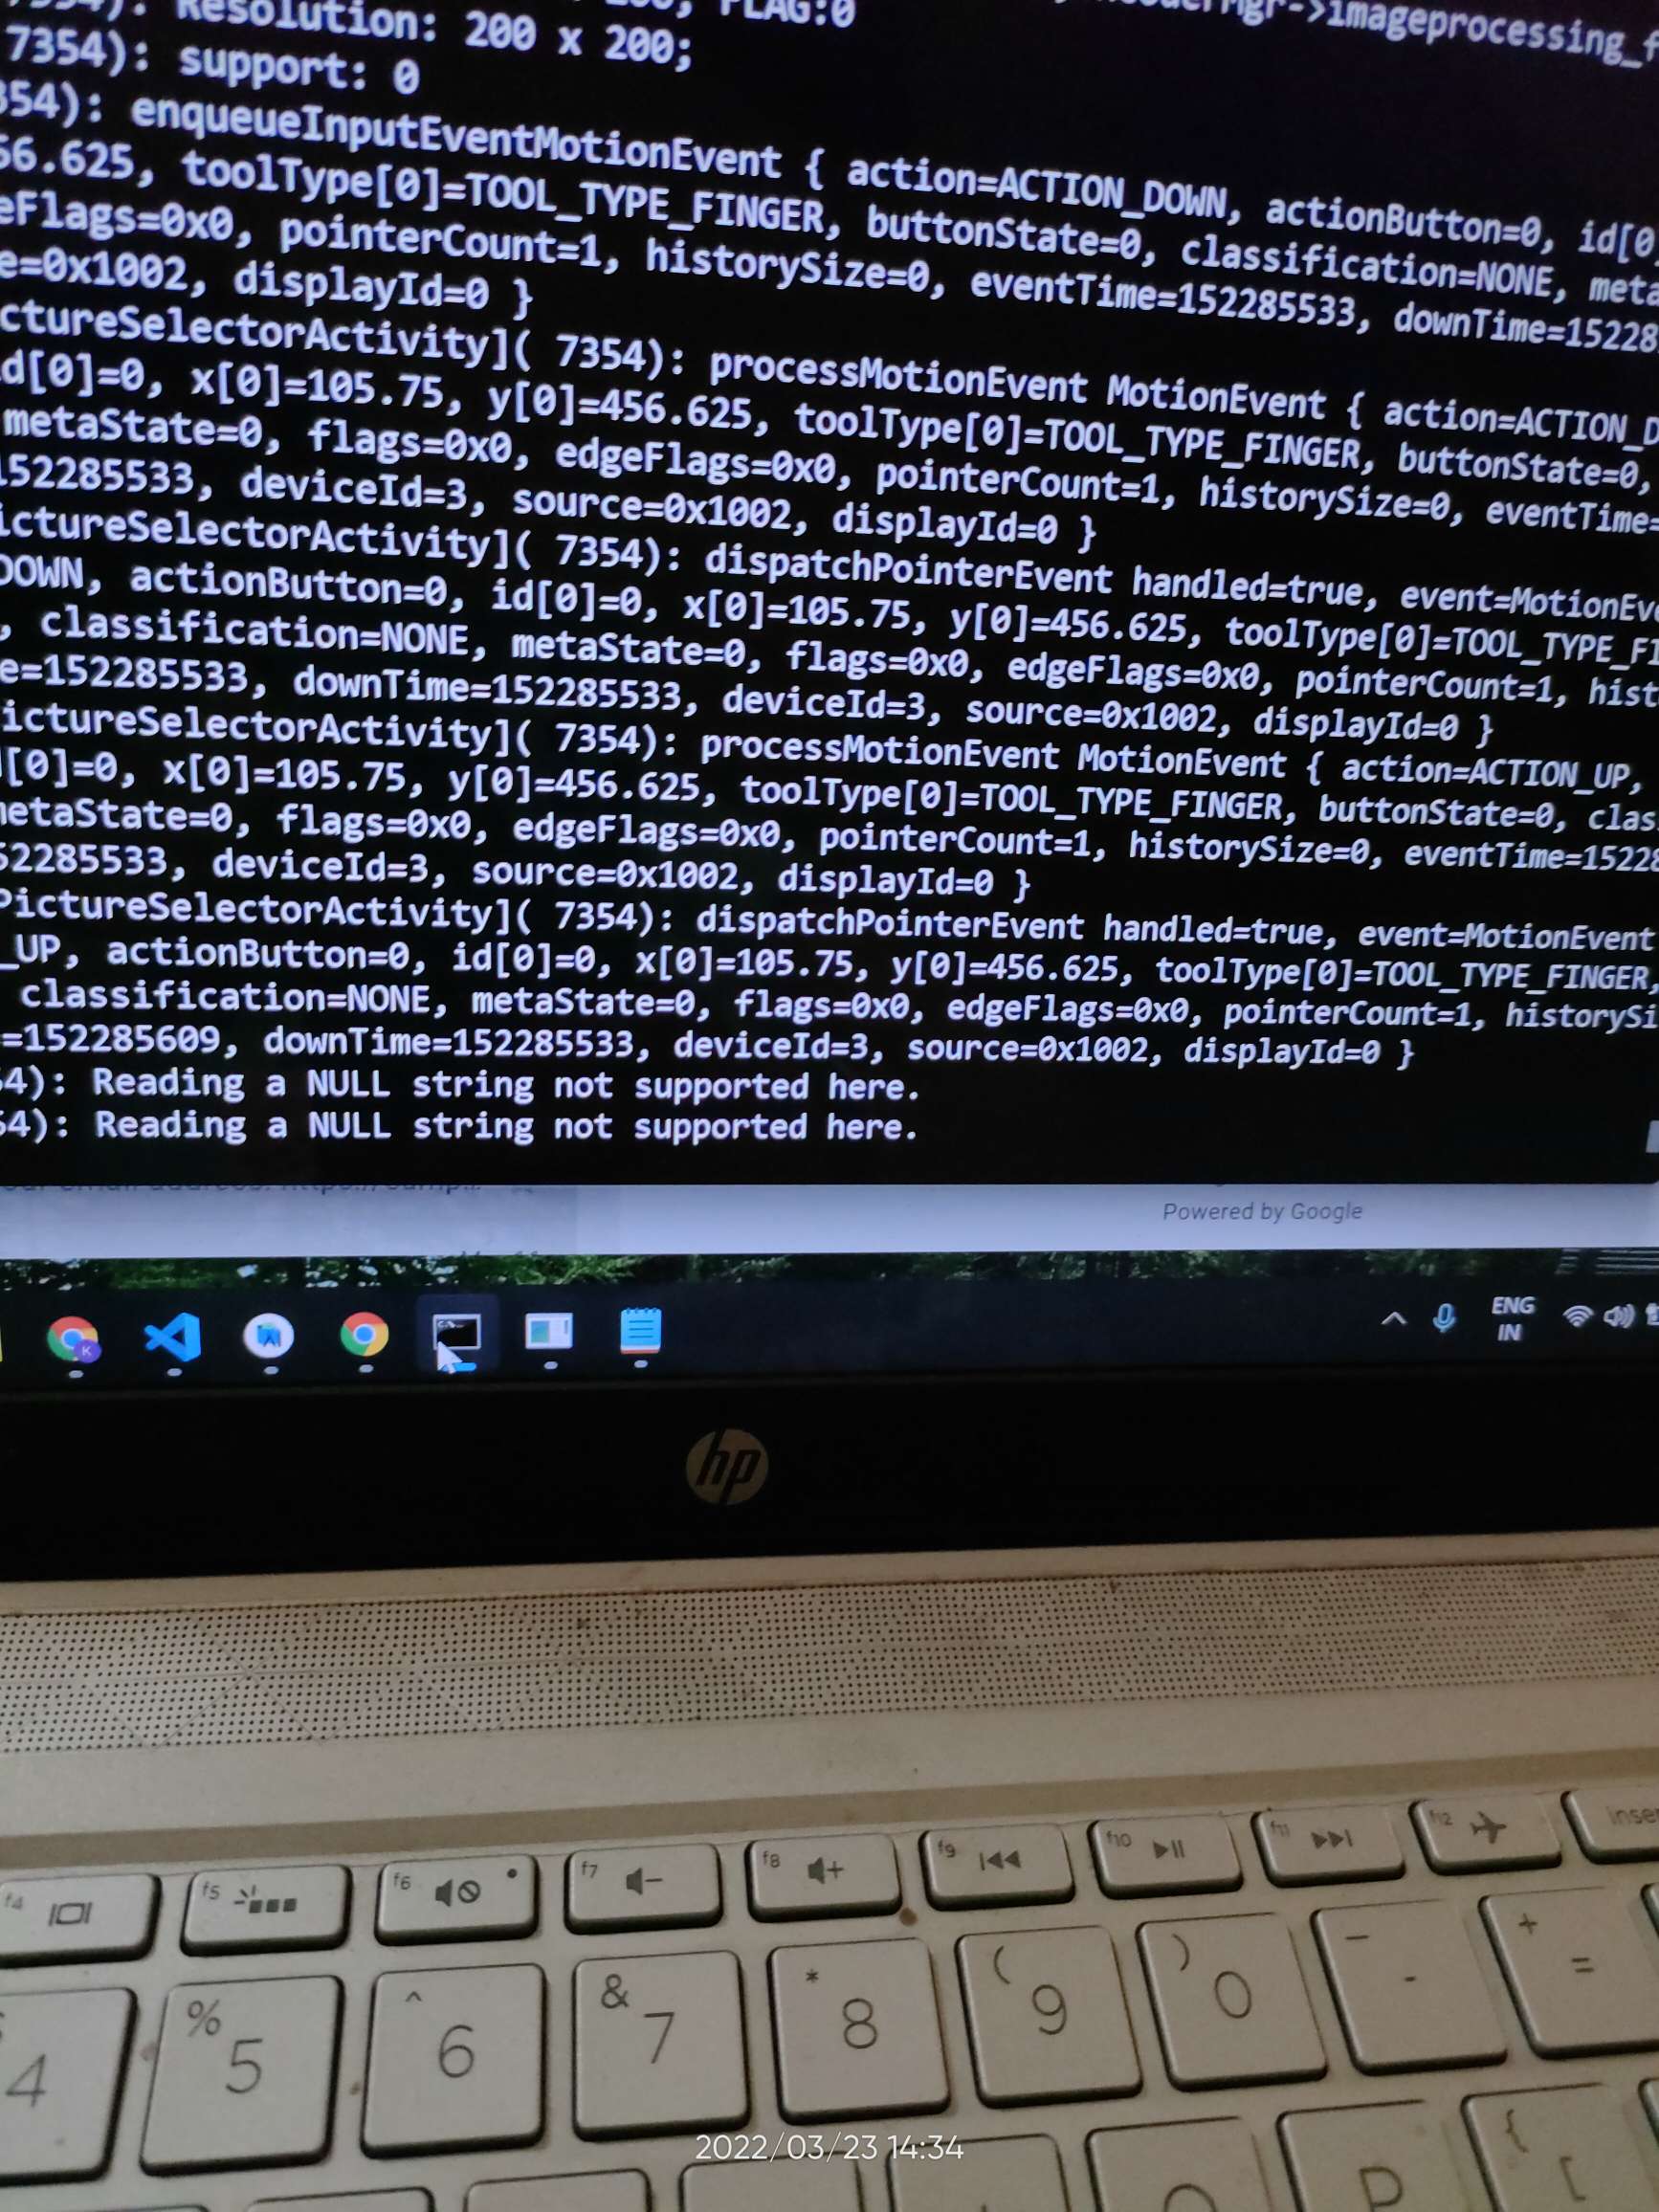 Resolution: 200 x 200; FLAG:0 ->imageprocessing_f
7354): support: 0
354): enqueueInputEventMotionEvent { action=ACTION_DOWN, actionButton=0, id[0
56.625, toolType[0]=TOOL_TYPE_FINGER, buttonState=0, classification=NONE, meta
eFlags=0x0, pointerCount=1, historySize=0, eventTime=152285533, downTime=15228
e=0x1002, displayId=0 }
ctureSelectorActivity]( 7354): processMotionEvent MotionEvent { action=ACTION_D
d[0]=0, x[0]=105.75, y[0]=456.625, toolType[0]=TOOL_TYPE_FINGER, buttonState=0,
metaState=0, flags=0x0, edgeFlags=0x0, pointerCount=1, historySize=0, eventTime=
152285533, deviceId=3, source=0x1002, displayId=0 }
ictureSelectorActivity]( 7354): dispatchPointerEvent handled=true, event=MotionEve
DOWN, actionButton=0, id[0]=0, x[0]=105.75, y[0]=456.625, toolType[0]=TOOL_TYPE_FI
, classification=NONE, metaState=0, flags=0x0, edgeFlags=0x0, pointerCount=1, hist
e=152285533, downTime=152285533, deviceId=3, source=0x1002, displayId=0 }
ictureSelectorActivity]( 7354): processMotionEvent MotionEvent { action=ACTION_UP,
[0]=0, x[0]=105.75, y[0]=456.625, toolType[0]=TOOL_TYPE_FINGER, buttonState=0, clas
metaState=0, flags=0x0, edgeFlags=0x0, pointerCount=1, historySize=0, eventTime=15228
52285533, deviceId=3, source=0x1002, displayId=0 }
PictureSelectorActivity]( 7354): dispatchPointerEvent handled=true, event=MotionEvent
_UP, actionButton=0, id[0]=0, x[0]=105.75, y[0]=456.625, toolType[0]=TOOL_TYPE_FINGER,
classification=NONE, metaState=0, flags=0x0, edgeFlags=0x0, pointerCount=1, historySi
=152285609, downTime=152285533, deviceId=3, source=0x1002, displayId=0 }
54): Reading a NULL string not supported here.
54): Reading a NULL string not supported here.
Powered by Google
K
ENG
IN
hp
f4 f5 f6 f7 f8 f9 f10 f11 f12 inse
4 % 5 ^ 6 & 7 * 8 ( 9 ) 0 - + =
P { [
2022/03/23 14:34